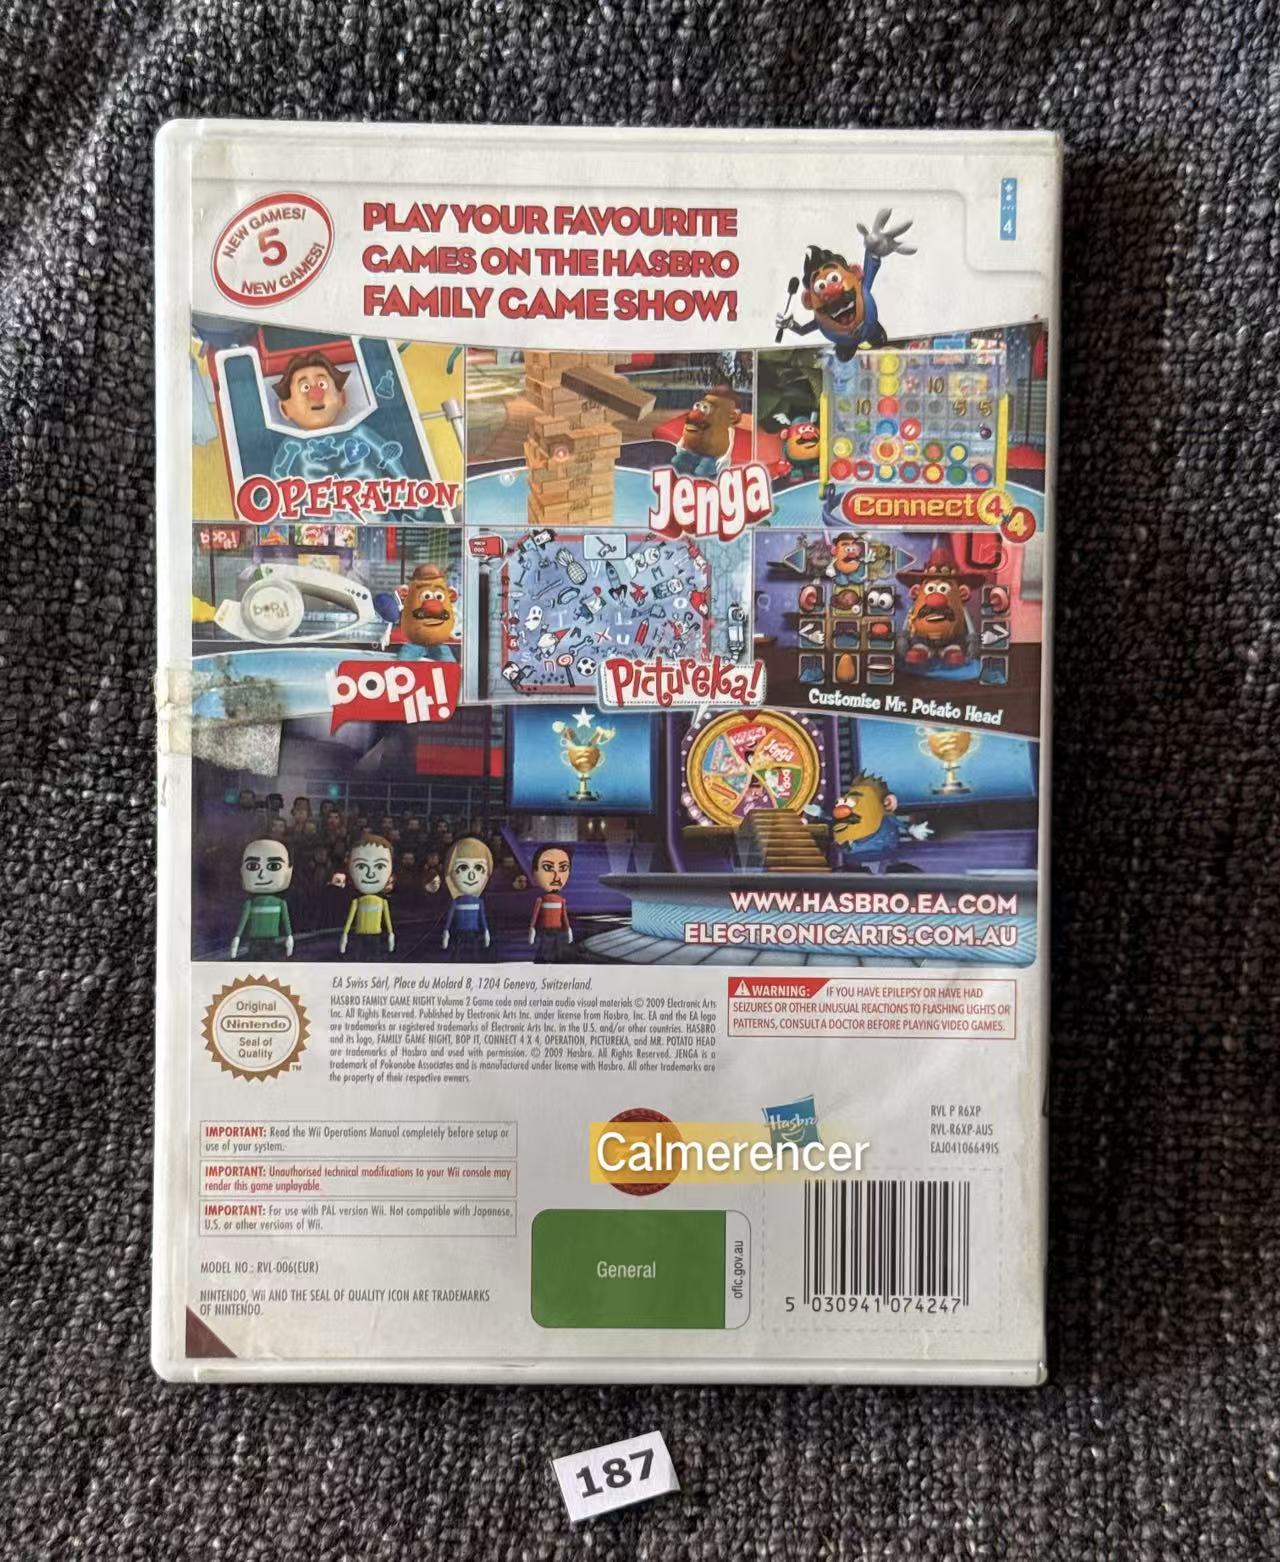 NEW GAMES!
5
NEW GAMES!
PLAY YOUR FAVOURITE
GAMES ON THE HASBRO
FAMILY GAME SHOW!
4
OPERATION
Jenga
Connect 4
4
10
10
5 5
bop it!
bop it!
bop it!
Pictureka!
Customise Mr. Potato Head
Jenga
WWW.HASBRO.EA.COM
ELECTRONICARTS.COM.AU
Original
Nintendo
Seal of
Quality
TM
EA Swiss Sàrl, Place du Molard 8, 1204 Geneva, Switzerland.
HASBRO FAMILY GAME NIGHT Volume 2 Game code and certain audio visual materials © 2009 Electronic Arts
Inc. All Rights Reserved. Published by Electronic Arts Inc. under license from Hasbro, Inc. EA and the EA logo
are trademarks or registered trademarks of Electronic Arts Inc. in the U.S. and/or other countries. HASBRO
and its logo, FAMILY GAME NIGHT, BOP IT, CONNECT 4 X 4, OPERATION, PICTUREKA, and MR. POTATO HEAD
are trademarks of Hasbro and used with permission. © 2009 Hasbro. All Rights Reserved. JENGA is a
trademark of Pokonobe Associates and is manufactured under license with Hasbro. All other trademarks are
the property of their respective owners.
WARNING: IF YOU HAVE EPILEPSY OR HAVE HAD
SEIZURES OR OTHER UNUSUAL REACTIONS TO FLASHING LIGHTS OR
PATTERNS, CONSULT A DOCTOR BEFORE PLAYING VIDEO GAMES.
IMPORTANT: Read the Wii Operations Manual completely before setup or
use of your system.
IMPORTANT: Unauthorised technical modifications to your Wii console may
render this game unplayable.
IMPORTANT: For use with PAL version Wii. Not compatible with Japanese,
U.S. or other versions of Wii.
MODEL NO.: RVL-006(EUR)
NINTENDO, Wii AND THE SEAL OF QUALITY ICON ARE TRADEMARKS
OF NINTENDO.
Hasbro
Calmerencer
RVL P R6XP
RVL-R6XP-AUS
EAJ04106649IS
General
oflc.gov.au
5 030941 074247
187